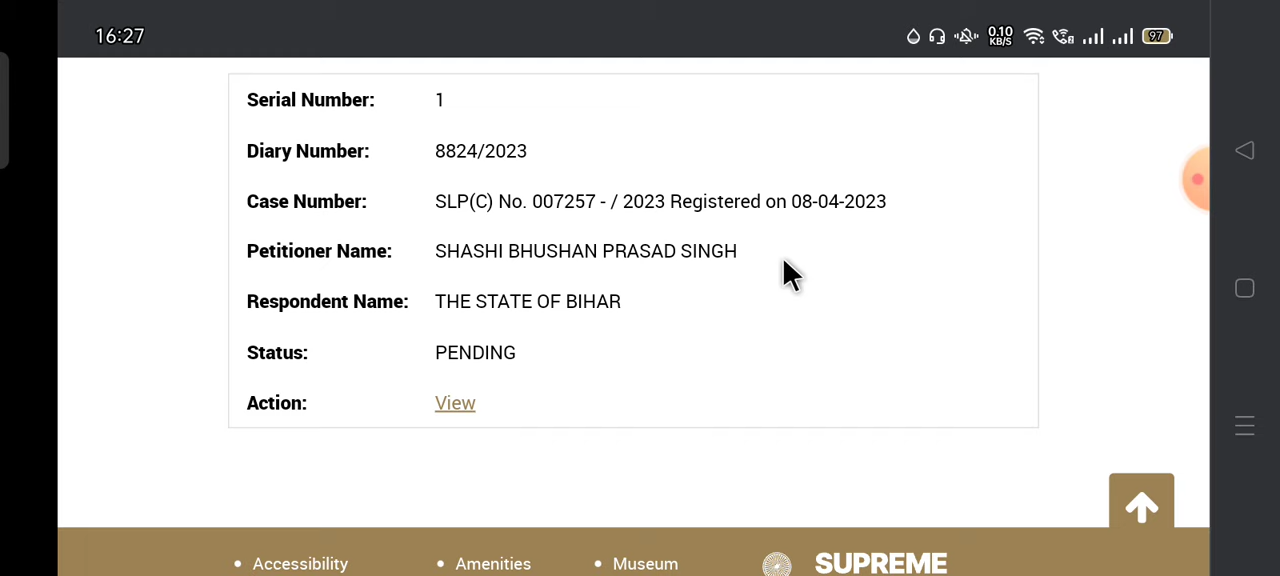 16:27
0.10 KB/S
97
Serial Number: 1
Diary Number: 8824/2023
Case Number: SLP(C) No. 007257 - / 2023 Registered on 08-04-2023
Petitioner Name: SHASHI BHUSHAN PRASAD SINGH
Respondent Name: THE STATE OF BIHAR
Status: PENDING
Action: View
• Accessibility • Amenities • Museum SUPREME